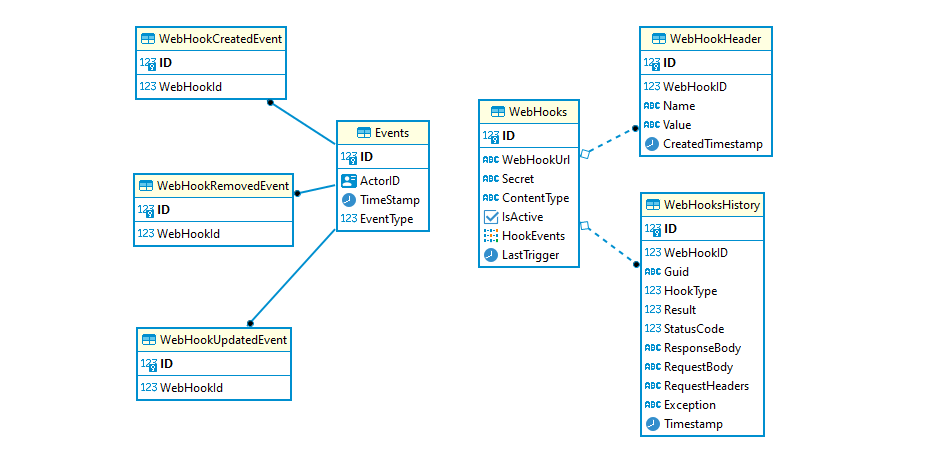 WebHookCreatedEvent
123 ID
123 WebHookId
WebHookRemovedEvent
123 ID
123 WebHookId
WebHookUpdatedEvent
123 ID
123 WebHookId
Events
123 ID
ActorID
TimeStamp
123 EventType
WebHooks
123 ID
ABC WebHookUrl
ABC Secret
ABC ContentType
IsActive
HookEvents
LastTrigger
WebHookHeader
123 ID
123 WebHookID
ABC Name
ABC Value
CreatedTimestamp
WebHooksHistory
123 ID
123 WebHookID
ABC Guid
123 HookType
123 Result
123 StatusCode
ABC ResponseBody
ABC RequestBody
ABC RequestHeaders
ABC Exception
Timestamp